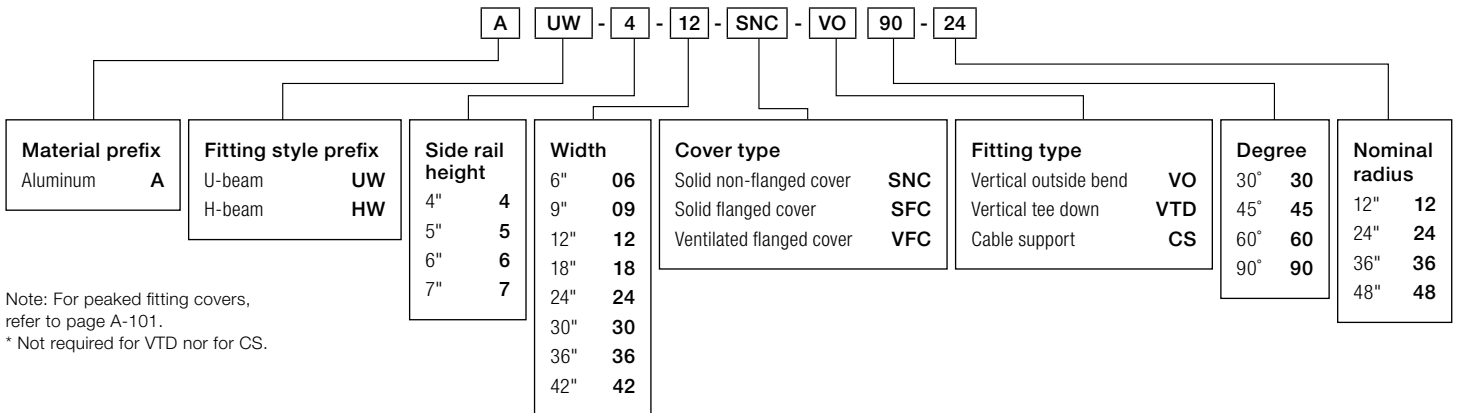 A UW - 4 - 12 - SNC - VO 90 - 24
Material prefix
Aluminum A
Fitting style prefix
U-beam UW
H-beam HW
Side rail
height
4" 4
5" 5
6" 6
7" 7
Width
6" 06
9" 09
12" 12
18" 18
24" 24
30" 30
36" 36
42" 42
Cover type
Solid non-flanged cover SNC
Solid flanged cover SFC
Ventilated flanged cover VFC
Fitting type
Vertical outside bend VO
Vertical tee down VTD
Cable support CS
Degree
30° 30
45° 45
60° 60
90° 90
Nominal
radius
12" 12
24" 24
36" 36
48" 48
Note: For peaked fitting covers,
refer to page A-101.
* Not required for VTD nor for CS.